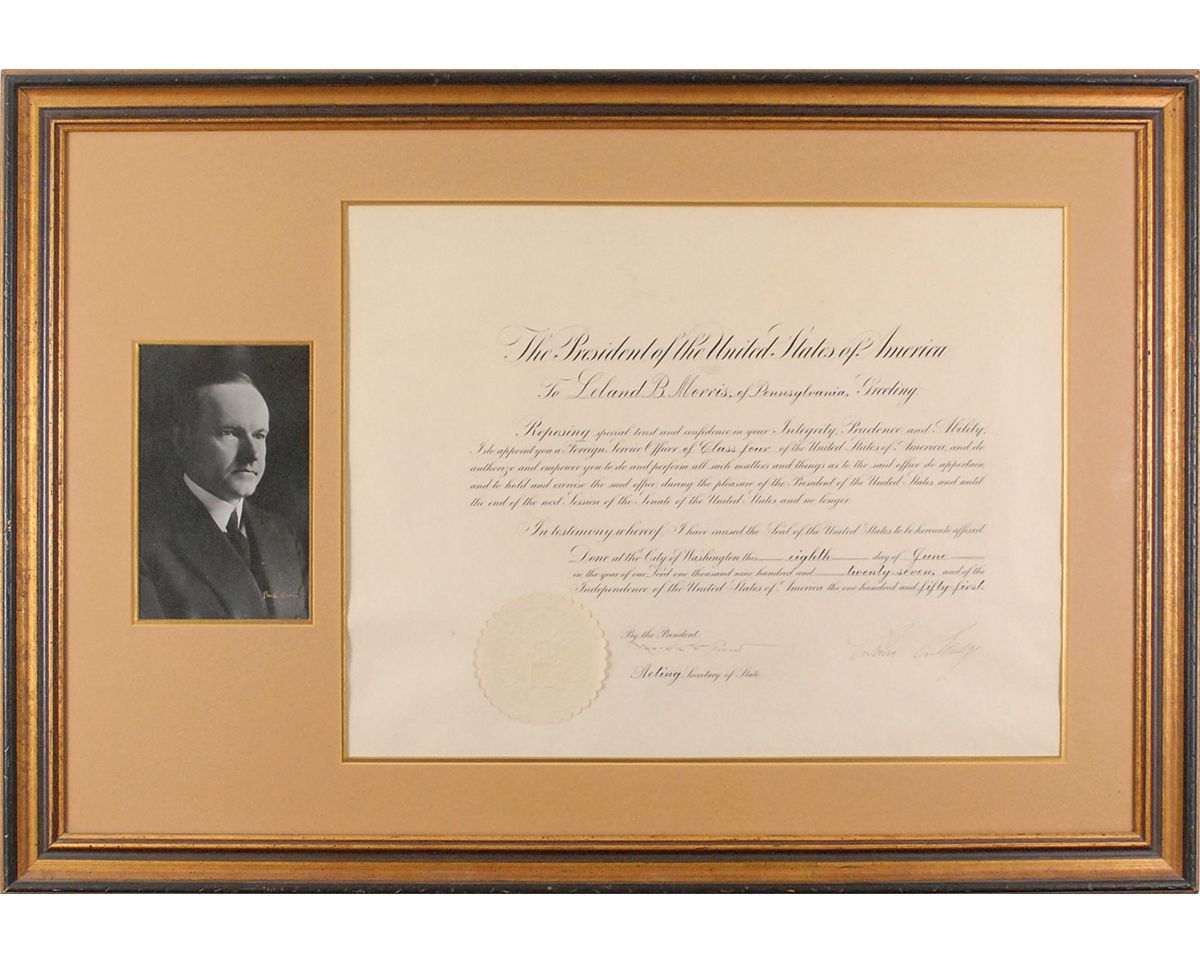 The President of the United States of America
To Leland B. Morris, of Pennsylvania, Greeting:
Reposing special trust and confidence in your Integrity, Prudence and Ability,
I do appoint you a Foreign Service Officer of Class four of the United States of America, and do
authorize and empower you to do and perform all such matters and things as to the said office do appertain,
and to hold and exercise the said office, during the pleasure of the President of the United States and until
the end of the next Session of the Senate of the United States and no longer.
In testimony whereof, I have caused the Seal of the United States to be hereunto affixed.
Done at the City of Washington this eighth day of June
in the year of our Lord one thousand nine hundred and twenty-seven, and of the
Independence of the United States of America the one hundred and fifty-first.
By the President:
Calvin Coolidge
Acting Secretary of State